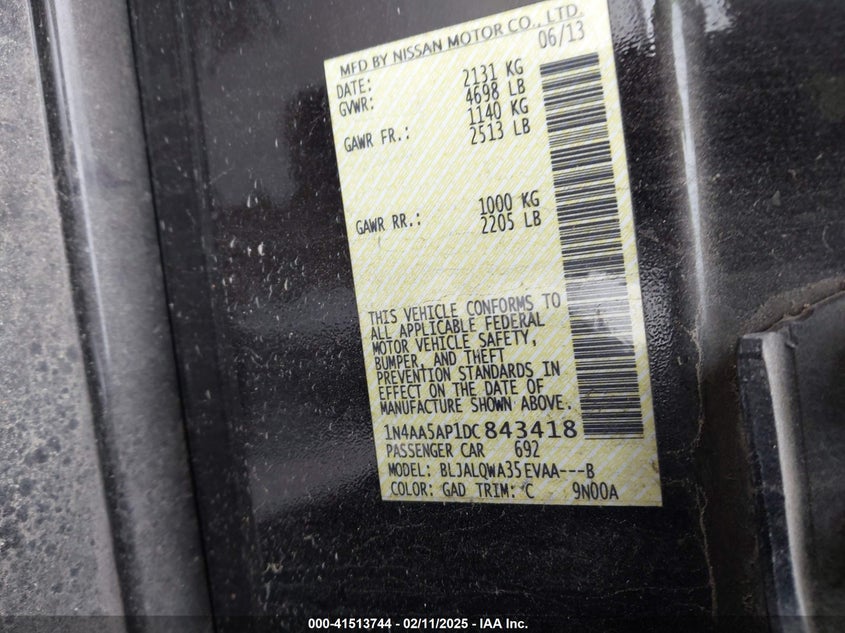 MFD BY NISSAN MOTOR CO., LTD.
DATE: 06/13
GVWR: 2131 KG
4698 LB
GAWR FR.: 1140 KG
2513 LB
GAWR RR.: 1000 KG
2205 LB
THIS VEHICLE CONFORMS TO
ALL APPLICABLE FEDERAL
MOTOR VEHICLE SAFETY,
BUMPER, AND THEFT
PREVENTION STANDARDS IN
EFFECT ON THE DATE OF
MANUFACTURE SHOWN ABOVE.
1N4AA5AP1DC843418
PASSENGER CAR 692
MODEL: BLJALQWA35EVAA---B
COLOR: GAD TRIM: C 9N00A
000-41513744 - 02/11/2025 - IAA Inc.